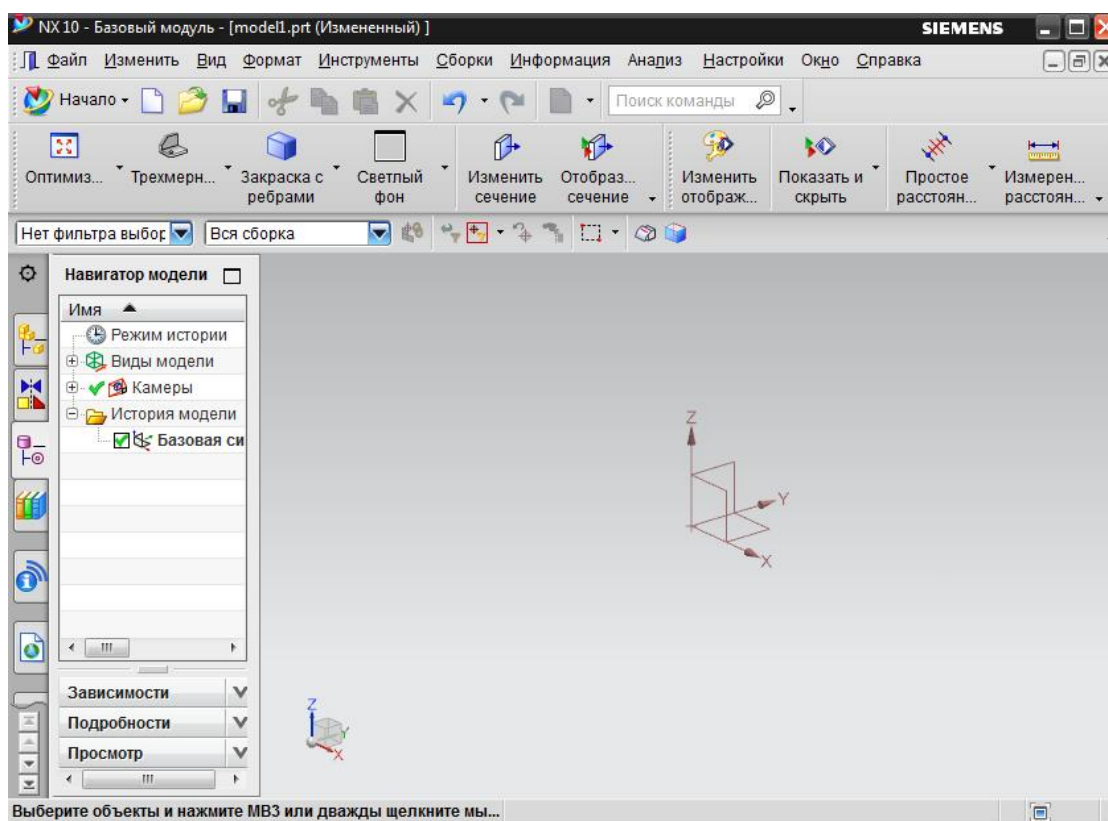 NX 10 - Базовый модуль - [model1.prt (Измененный) ] SIEMENS
Файл Изменить Вид Формат Инструменты Сборки Информация Анализ Настройки Окно Справка
Начало Поиск команды
Оптимиз... Трехмерн... Закраска с ребрами Светлый фон Изменить сечение Отобраз... сечение Изменить отображ... Показать и скрыть Простое расстоян... Измерен... расстоян...
Нет фильтра выбор Вся сборка
Навигатор модели
Имя
Режим истории
Виды модели
Камеры
История модели
Базовая си
Зависимости
Подробности
Просмотр
Z
Y
X
Z
Y
X
Выберите объекты и нажмите MB3 или дважды щелкните мы...